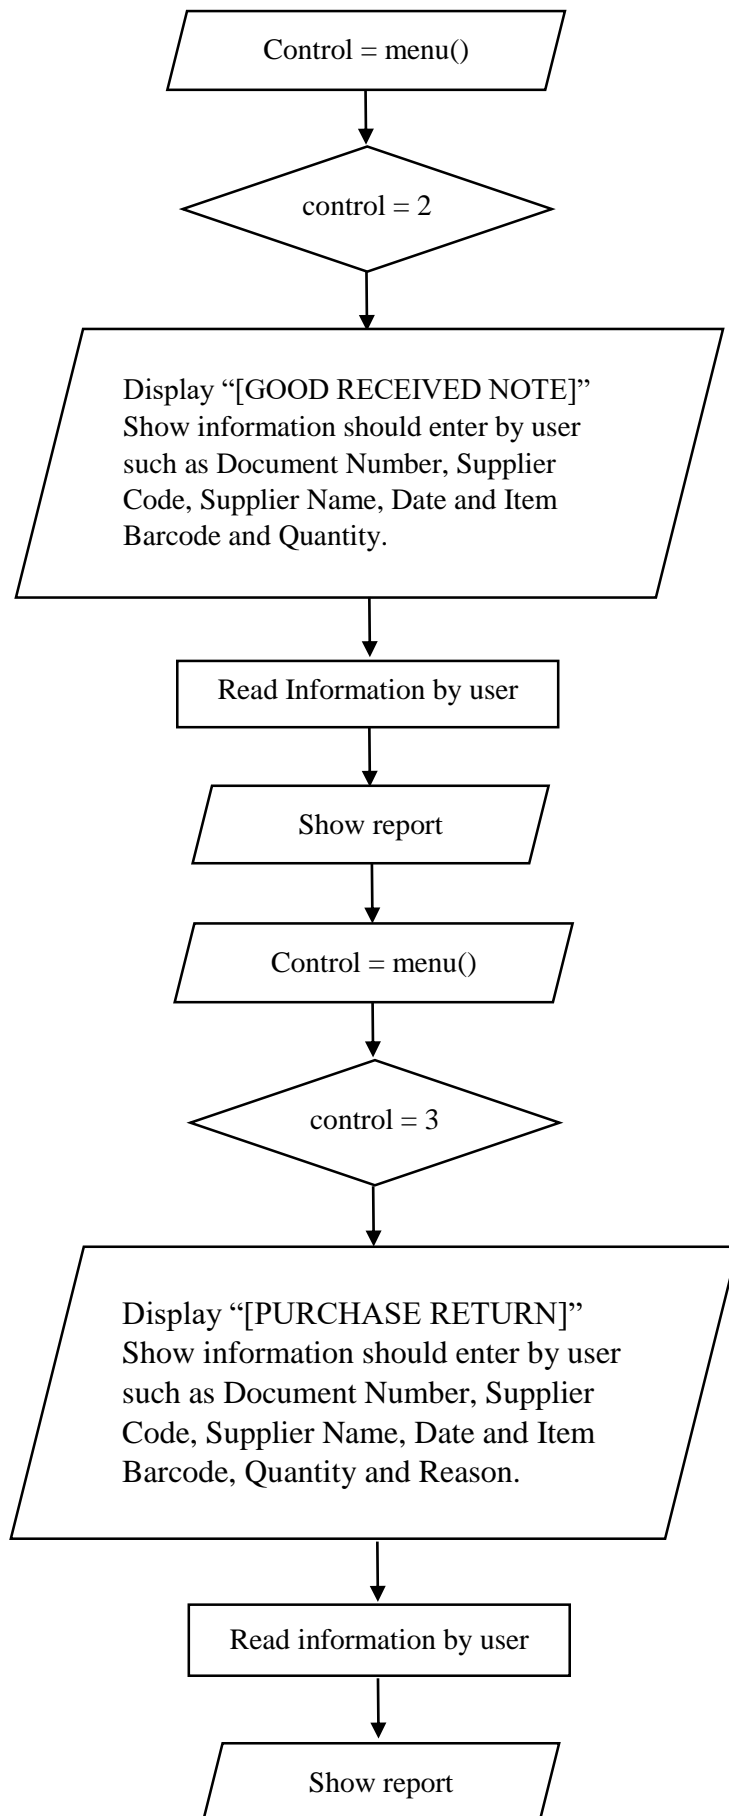 Control = menu()
control = 2
Display “[GOOD RECEIVED NOTE]”
Show information should enter by user
such as Document Number, Supplier
Code, Supplier Name, Date and Item
Barcode and Quantity.
Read Information by user
Show report
Control = menu()
control = 3
Display “[PURCHASE RETURN]”
Show information should enter by user
such as Document Number, Supplier
Code, Supplier Name, Date and Item
Barcode, Quantity and Reason.
Read information by user
Show report